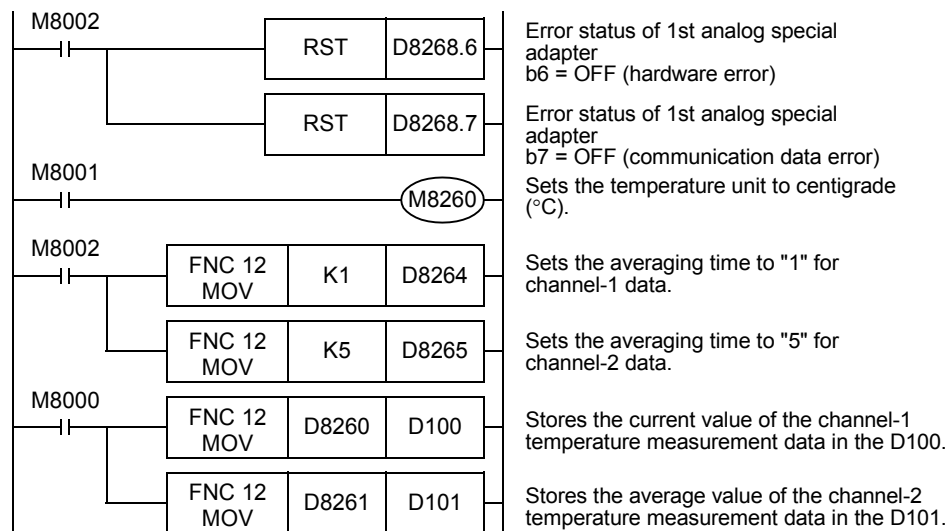 M8002
RST D8268.6
Error status of 1st analog special
adapter
b6 = OFF (hardware error)
RST D8268.7
Error status of 1st analog special
adapter
b7 = OFF (communication data error)
M8001
M8260
Sets the temperature unit to centigrade
(°C).
M8002
FNC 12
MOV
K1 D8264
Sets the averaging time to "1" for
channel-1 data.
FNC 12
MOV
K5 D8265
Sets the averaging time to "5" for
channel-2 data.
M8000
FNC 12
MOV
D8260 D100
Stores the current value of the channel-1
temperature measurement data in the D100.
FNC 12
MOV
D8261 D101
Stores the average value of the channel-2
temperature measurement data in the D101.